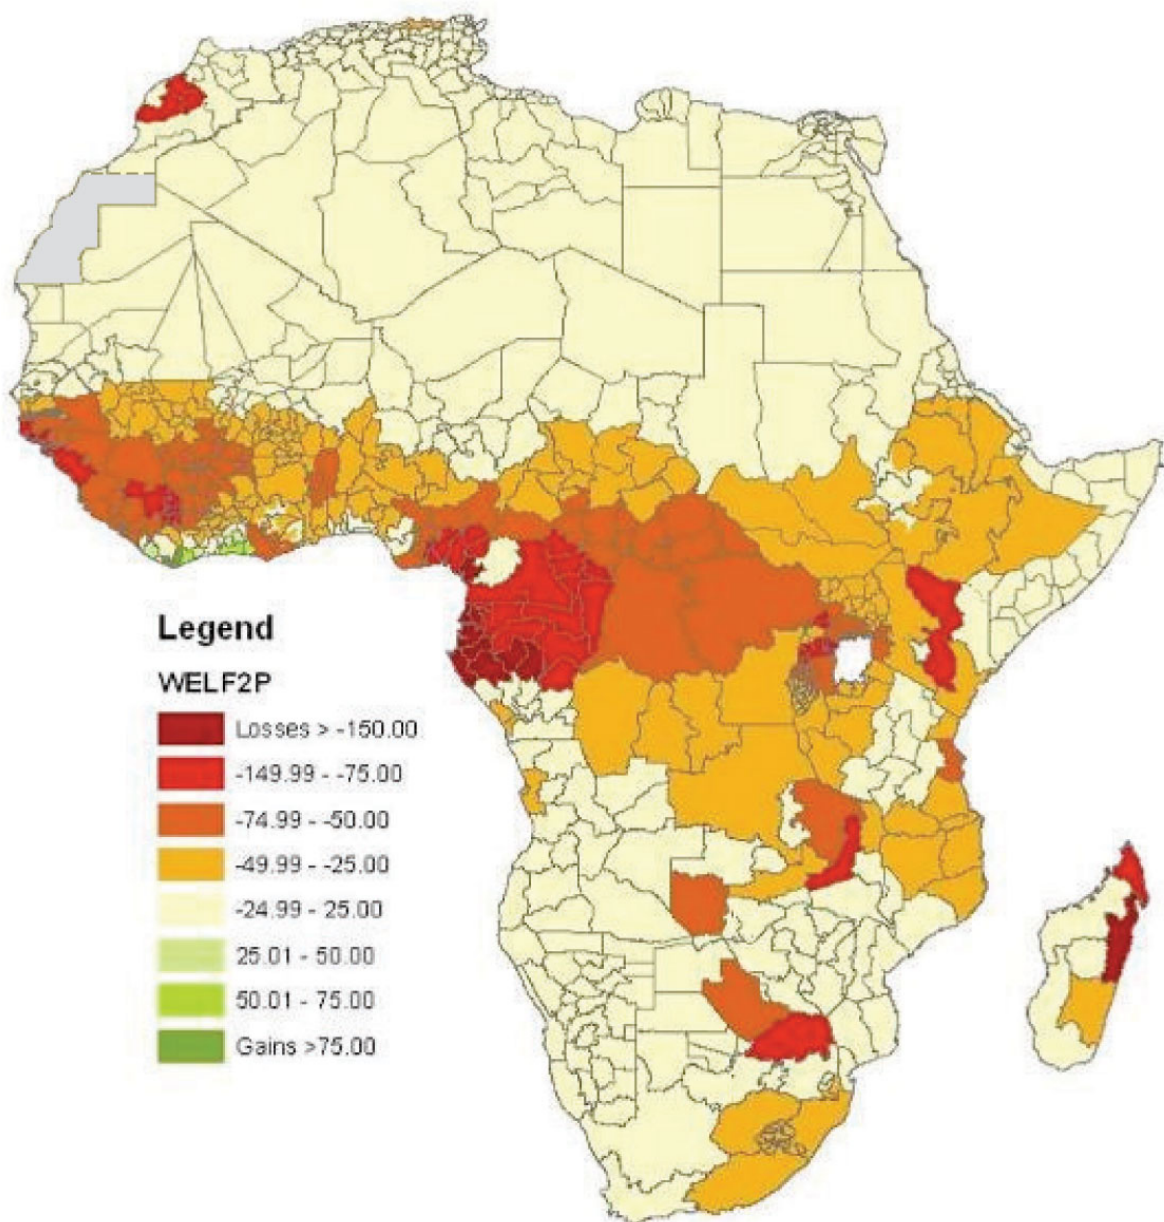 Legend
WELF2P
Losses > -150.00
-149.99 - -75.00
-74.99 - -50.00
-49.99 - -25.00
-24.99 - 25.00
25.01 - 50.00
50.01 - 75.00
Gains >75.00